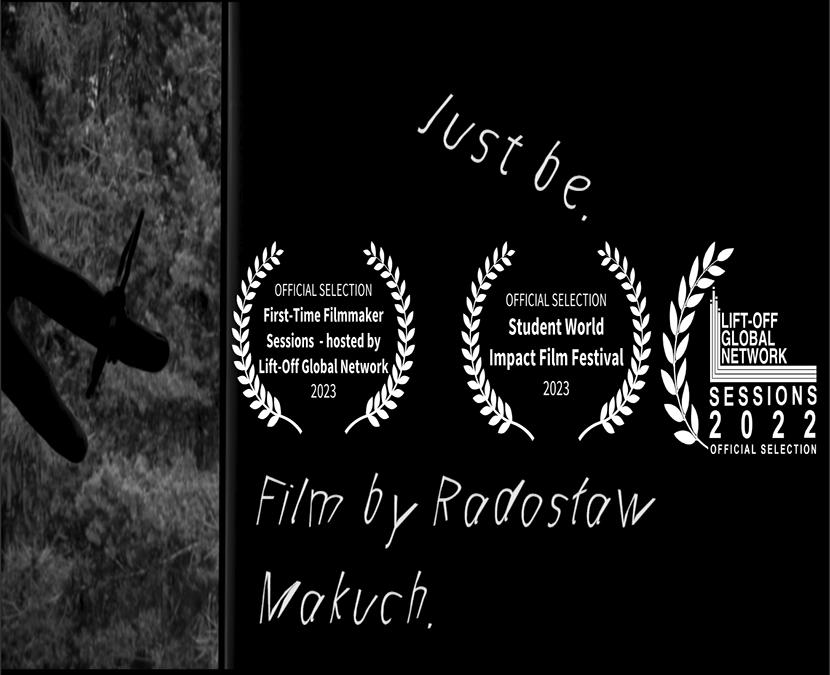 Just be.
OFFICIAL SELECTION
First-Time Filmmaker
Sessions - hosted by
Lift-Off Global Network
2023
OFFICIAL SELECTION
Student World
Impact Film Festival
2023
LIFT-OFF
GLOBAL
NETWORK
SESSIONS
2022
OFFICIAL SELECTION
Film by Radosław
Makuch.